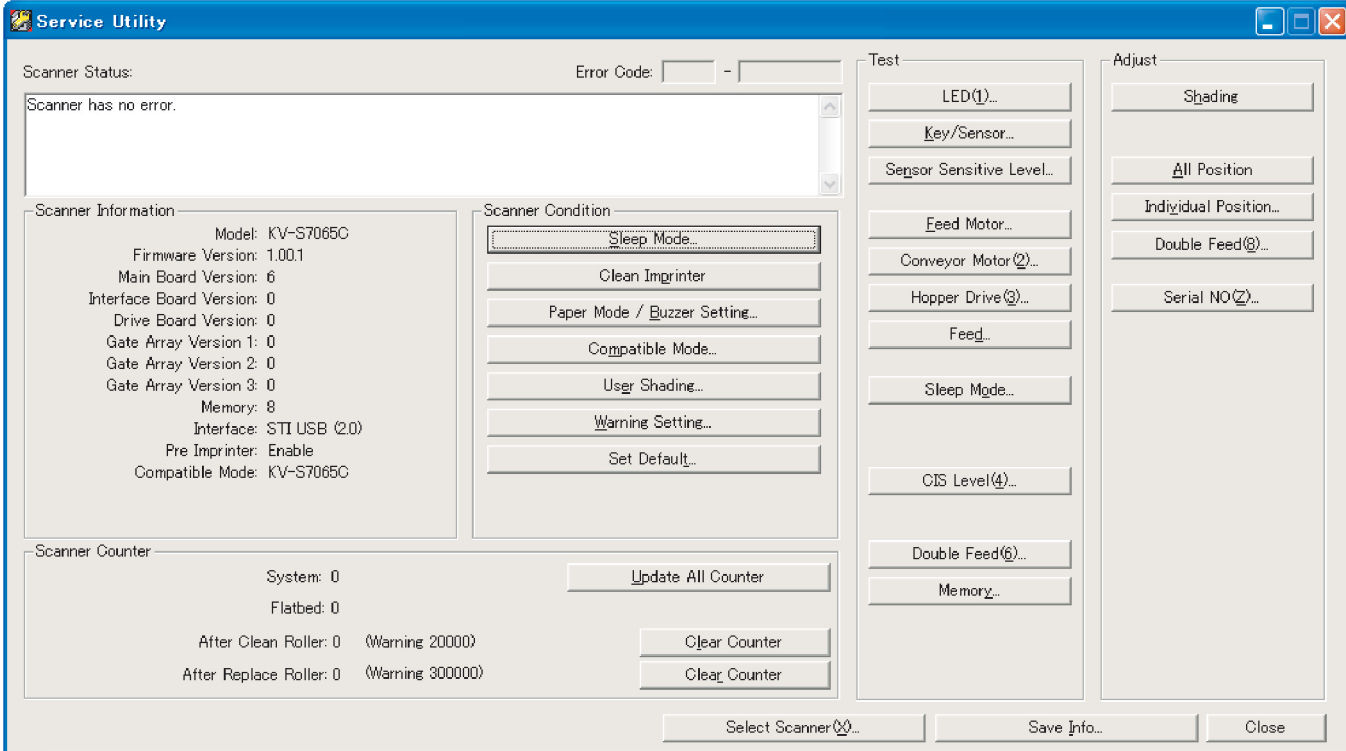 Service Utility
Scanner Status:
Error Code: -
Scanner has no error.
Scanner Information
Model: KV-S7065C
Firmware Version: 1.00.1
Main Board Version: 6
Interface Board Version: 0
Drive Board Version: 0
Gate Array Version 1: 0
Gate Array Version 2: 0
Gate Array Version 3: 0
Memory: 8
Interface: STI USB (2.0)
Pre Imprinter: Enable
Compatible Mode: KV-S7065C
Scanner Condition
Sleep Mode...
Clean Imprinter
Paper Mode / Buzzer Setting...
Compatible Mode...
User Shading...
Warning Setting...
Set Default...
Scanner Counter
System: 0
Update All Counter
Flatbed: 0
After Clean Roller: 0 (Warning 20000)
Clear Counter
After Replace Roller: 0 (Warning 300000)
Clear Counter
Test
LED(1)...
Key/Sensor...
Sensor Sensitive Level...
Feed Motor...
Conveyor Motor(2)...
Hopper Drive(3)...
Feed...
Sleep Mode...
CIS Level(4)...
Double Feed(6)...
Memory...
Adjust
Shading
All Position
Individual Position...
Double Feed(8)...
Serial NO(Z)...
Select Scanner(X)...
Save Info...
Close